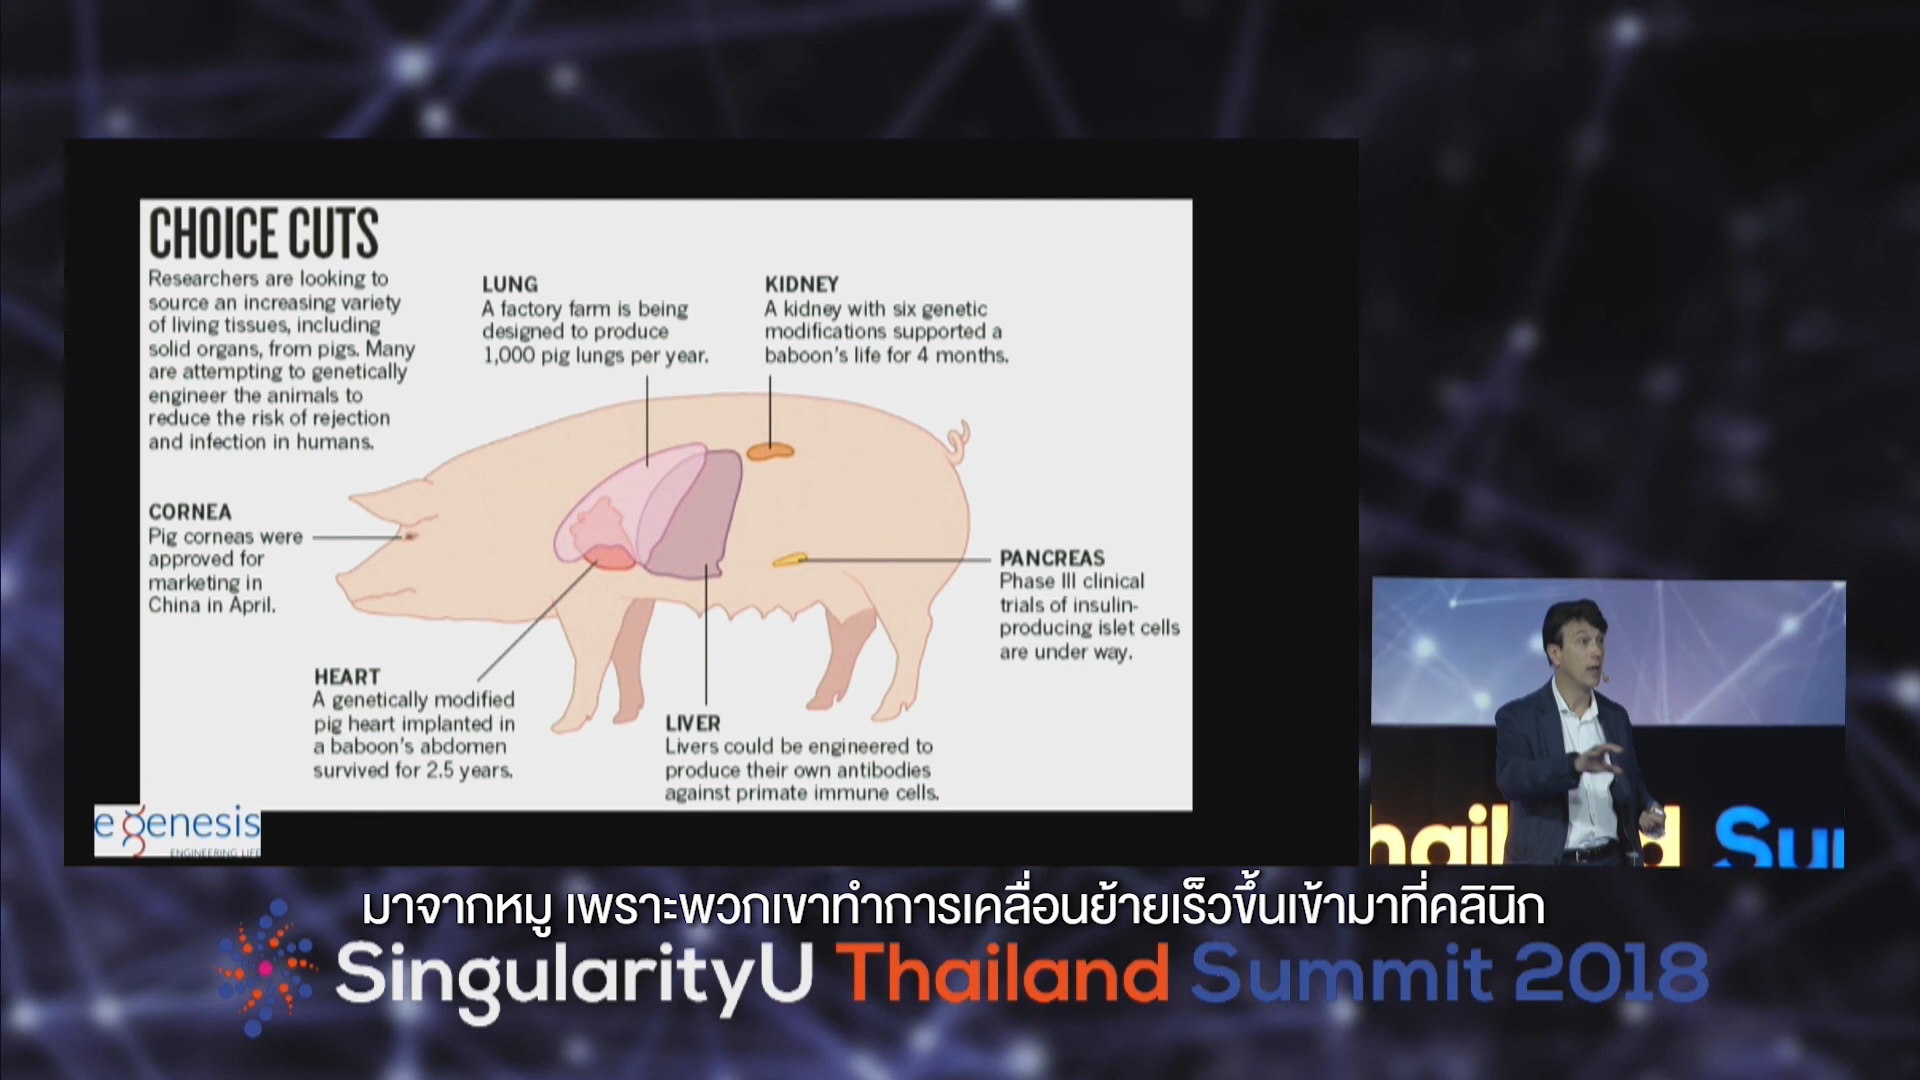 CHOICE CUTS
Researchers are looking to
source an increasing variety
of living tissues, including
solid organs, from pigs. Many
are attempting to genetically
engineer the animals to
reduce the risk of rejection
and infection in humans.
LUNG
A factory farm is being
designed to produce
1,000 pig lungs per year.
KIDNEY
A kidney with six genetic
modifications supported a
baboon's life for 4 months.
CORNEA
Pig corneas were
approved for
marketing in
China in April.
PANCREAS
Phase III clinical
trials of insulin-
producing islet cells
are under way.
HEART
A genetically modified
pig heart implanted in
a baboon's abdomen
survived for 2.5 years.
LIVER
Livers could be engineered to
produce their own antibodies
against primate immune cells.
e genesis
ENGINEERING LIFE
มาจากหมู เพราะพวกเขาทำการเคลื่อนย้ายเร็วขึ้นเข้ามาที่คลินิก
SingularityU Thailand Summit 2018